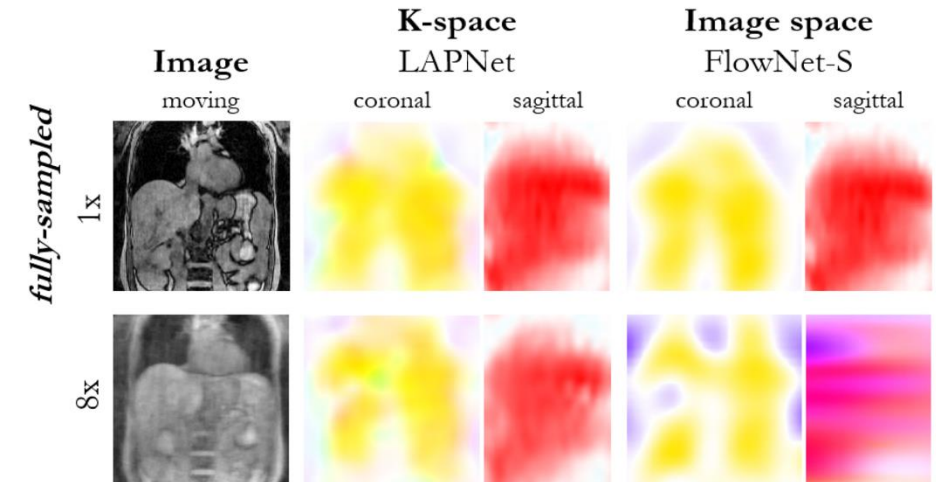 K-space
Image space
Image
LAPNet
FlowNet-S
moving
coronal
sagittal
coronal
sagittal
fully-sampled
1x
8x